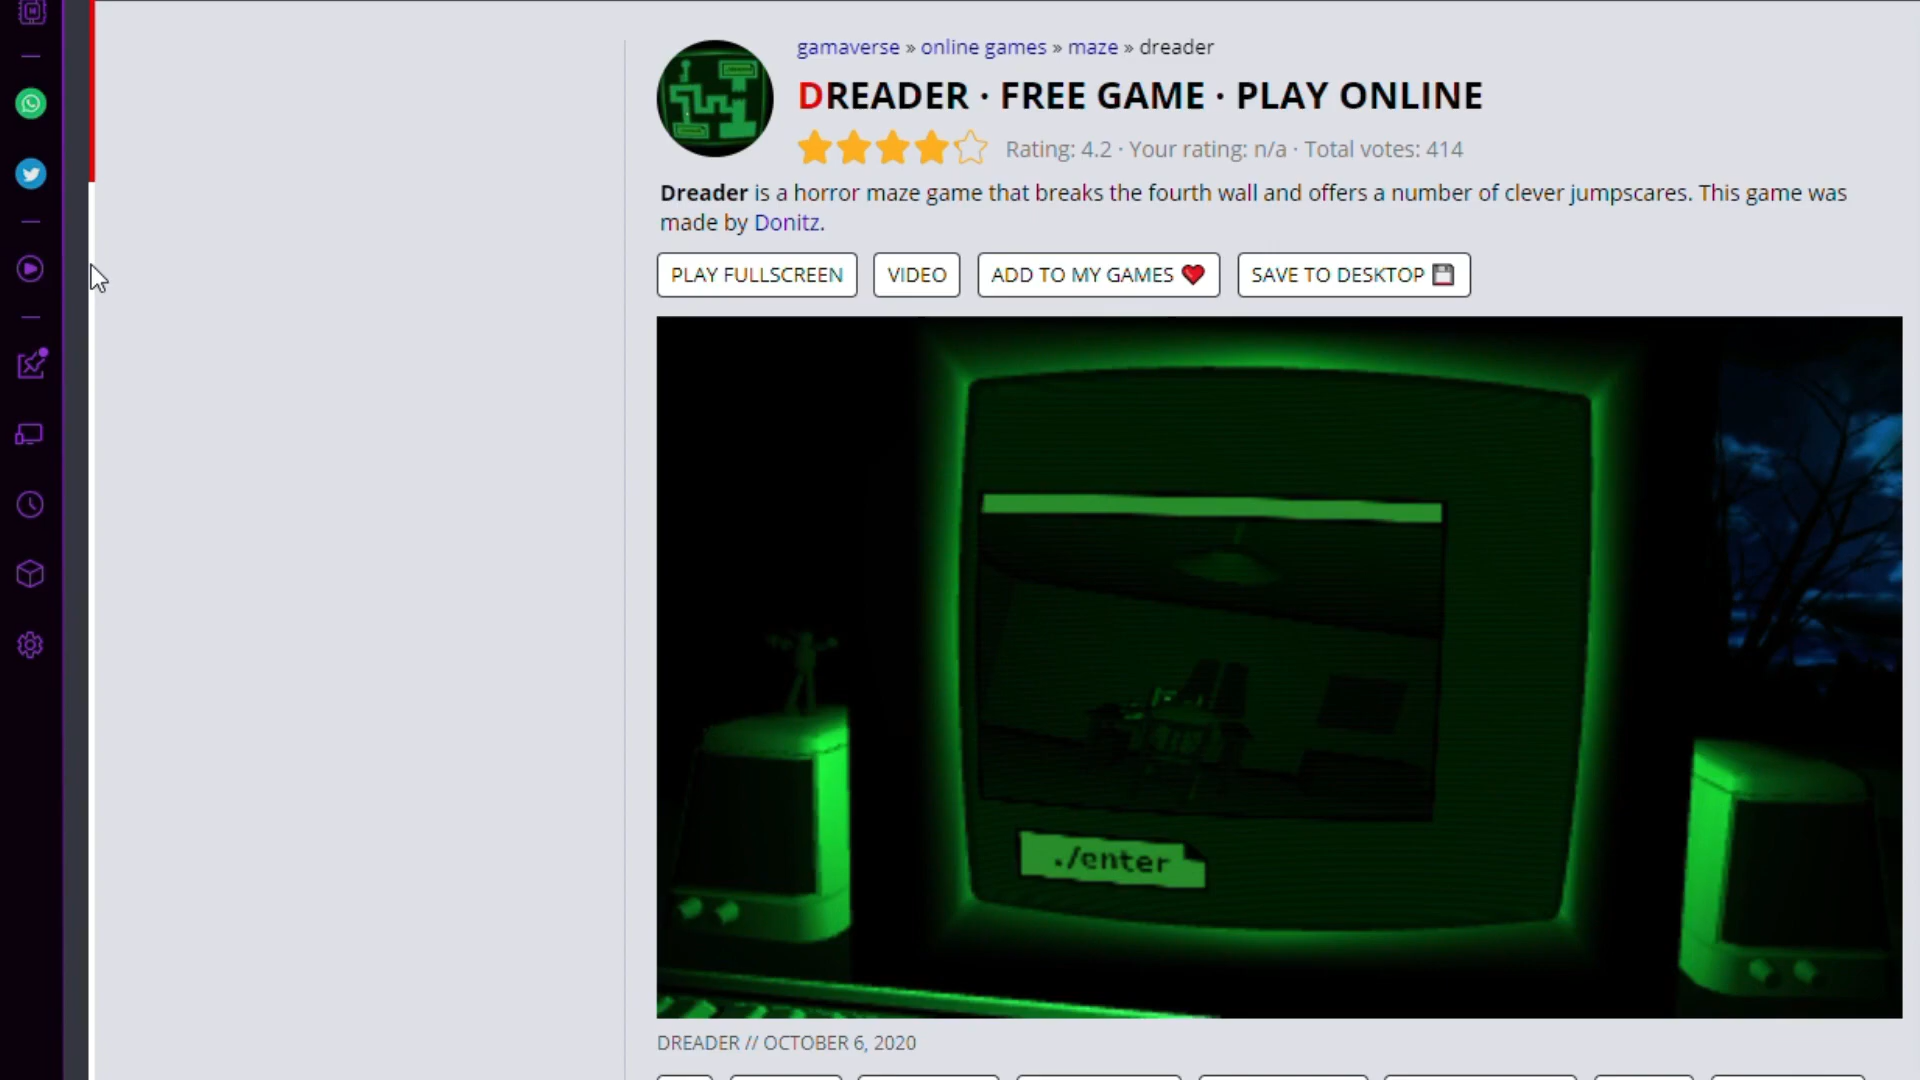 gamaverse » online games » maze » dreader
DREADER · FREE GAME · PLAY ONLINE
Rating: 4.2 · Your rating: n/a · Total votes: 414
Dreader is a horror maze game that breaks the fourth wall and offers a number of clever jumpscares. This game was
made by Donitz.
PLAY FULLSCREEN
VIDEO
ADD TO MY GAMES
SAVE TO DESKTOP
./enter
DREADER // OCTOBER 6, 2020